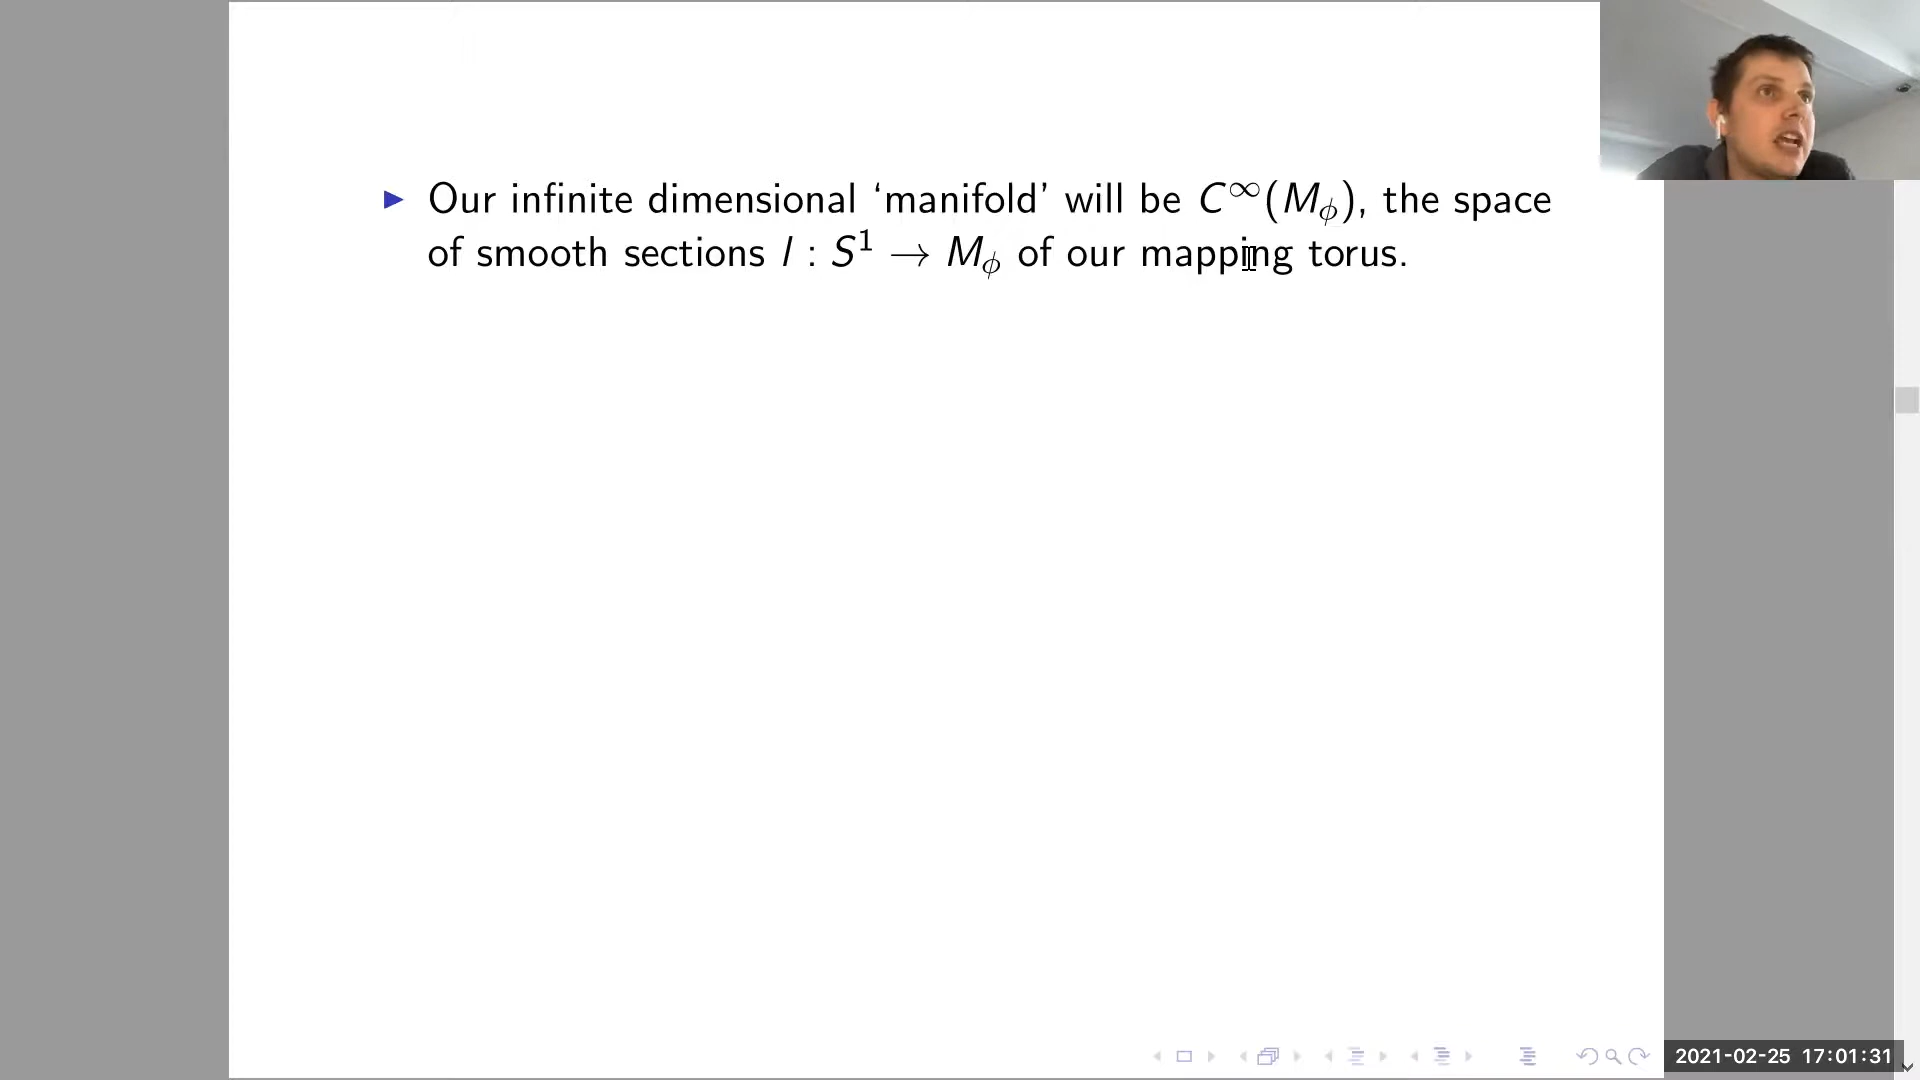 ▶ Our infinite dimensional ‘manifold’ will be C^∞(M_ϕ), the space
of smooth sections l : S^1 → M_ϕ of our mapping torus.
2021-02-25 17:01:31